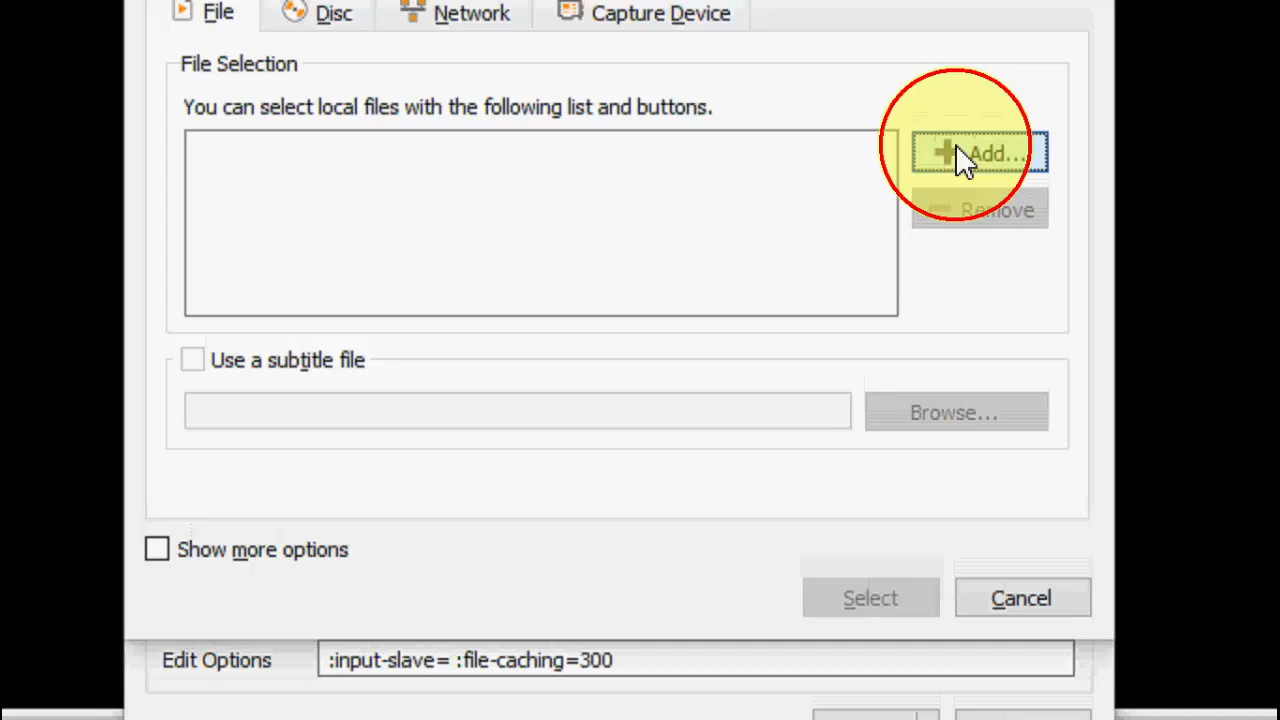 File Disc Network Capture Device
File Selection
You can select local files with the following list and buttons.
Add...
Remove
Use a subtitle file
Browse...
Show more options
Select Cancel
Edit Options :input-slave= :file-caching=300